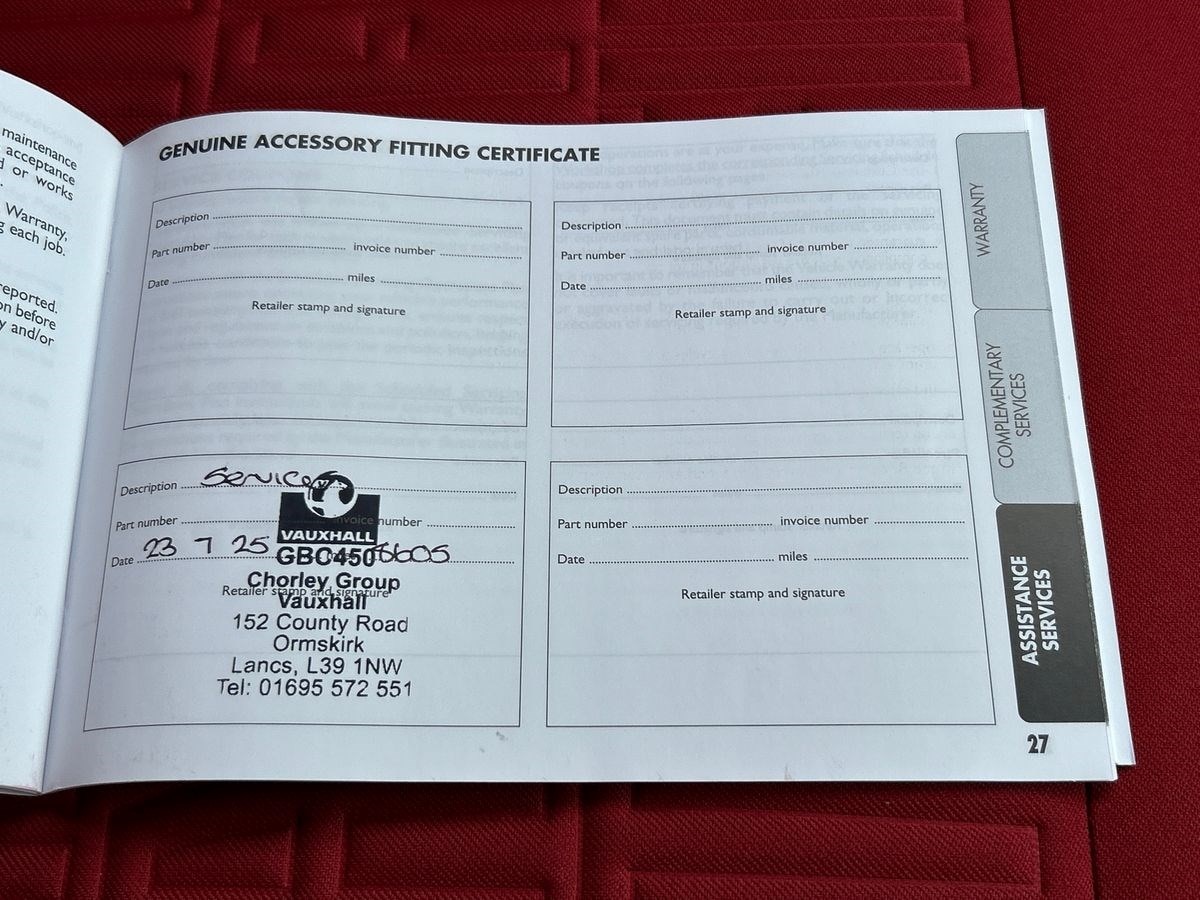 maintenance
acceptance
or works
Warranty,
each job.
reported.
before
and/or
GENUINE ACCESSORY FITTING CERTIFICATE
Description
Part number invoice number
Date miles
Retailer stamp and signature
Description
Part number invoice number
Date miles
Retailer stamp and signature
Description Service
Part number invoice number
Date 23 7 25
VAUXHALL
GBC450
Chorley Group
Retailer stamp and signature
Vauxhall
152 County Road
Ormskirk
Lancs, L39 1NW
Tel: 01695 572 551
Description
Part number invoice number
Date miles
Retailer stamp and signature
WARRANTY
COMPLEMENTARY
SERVICES
ASSISTANCE
SERVICES
27